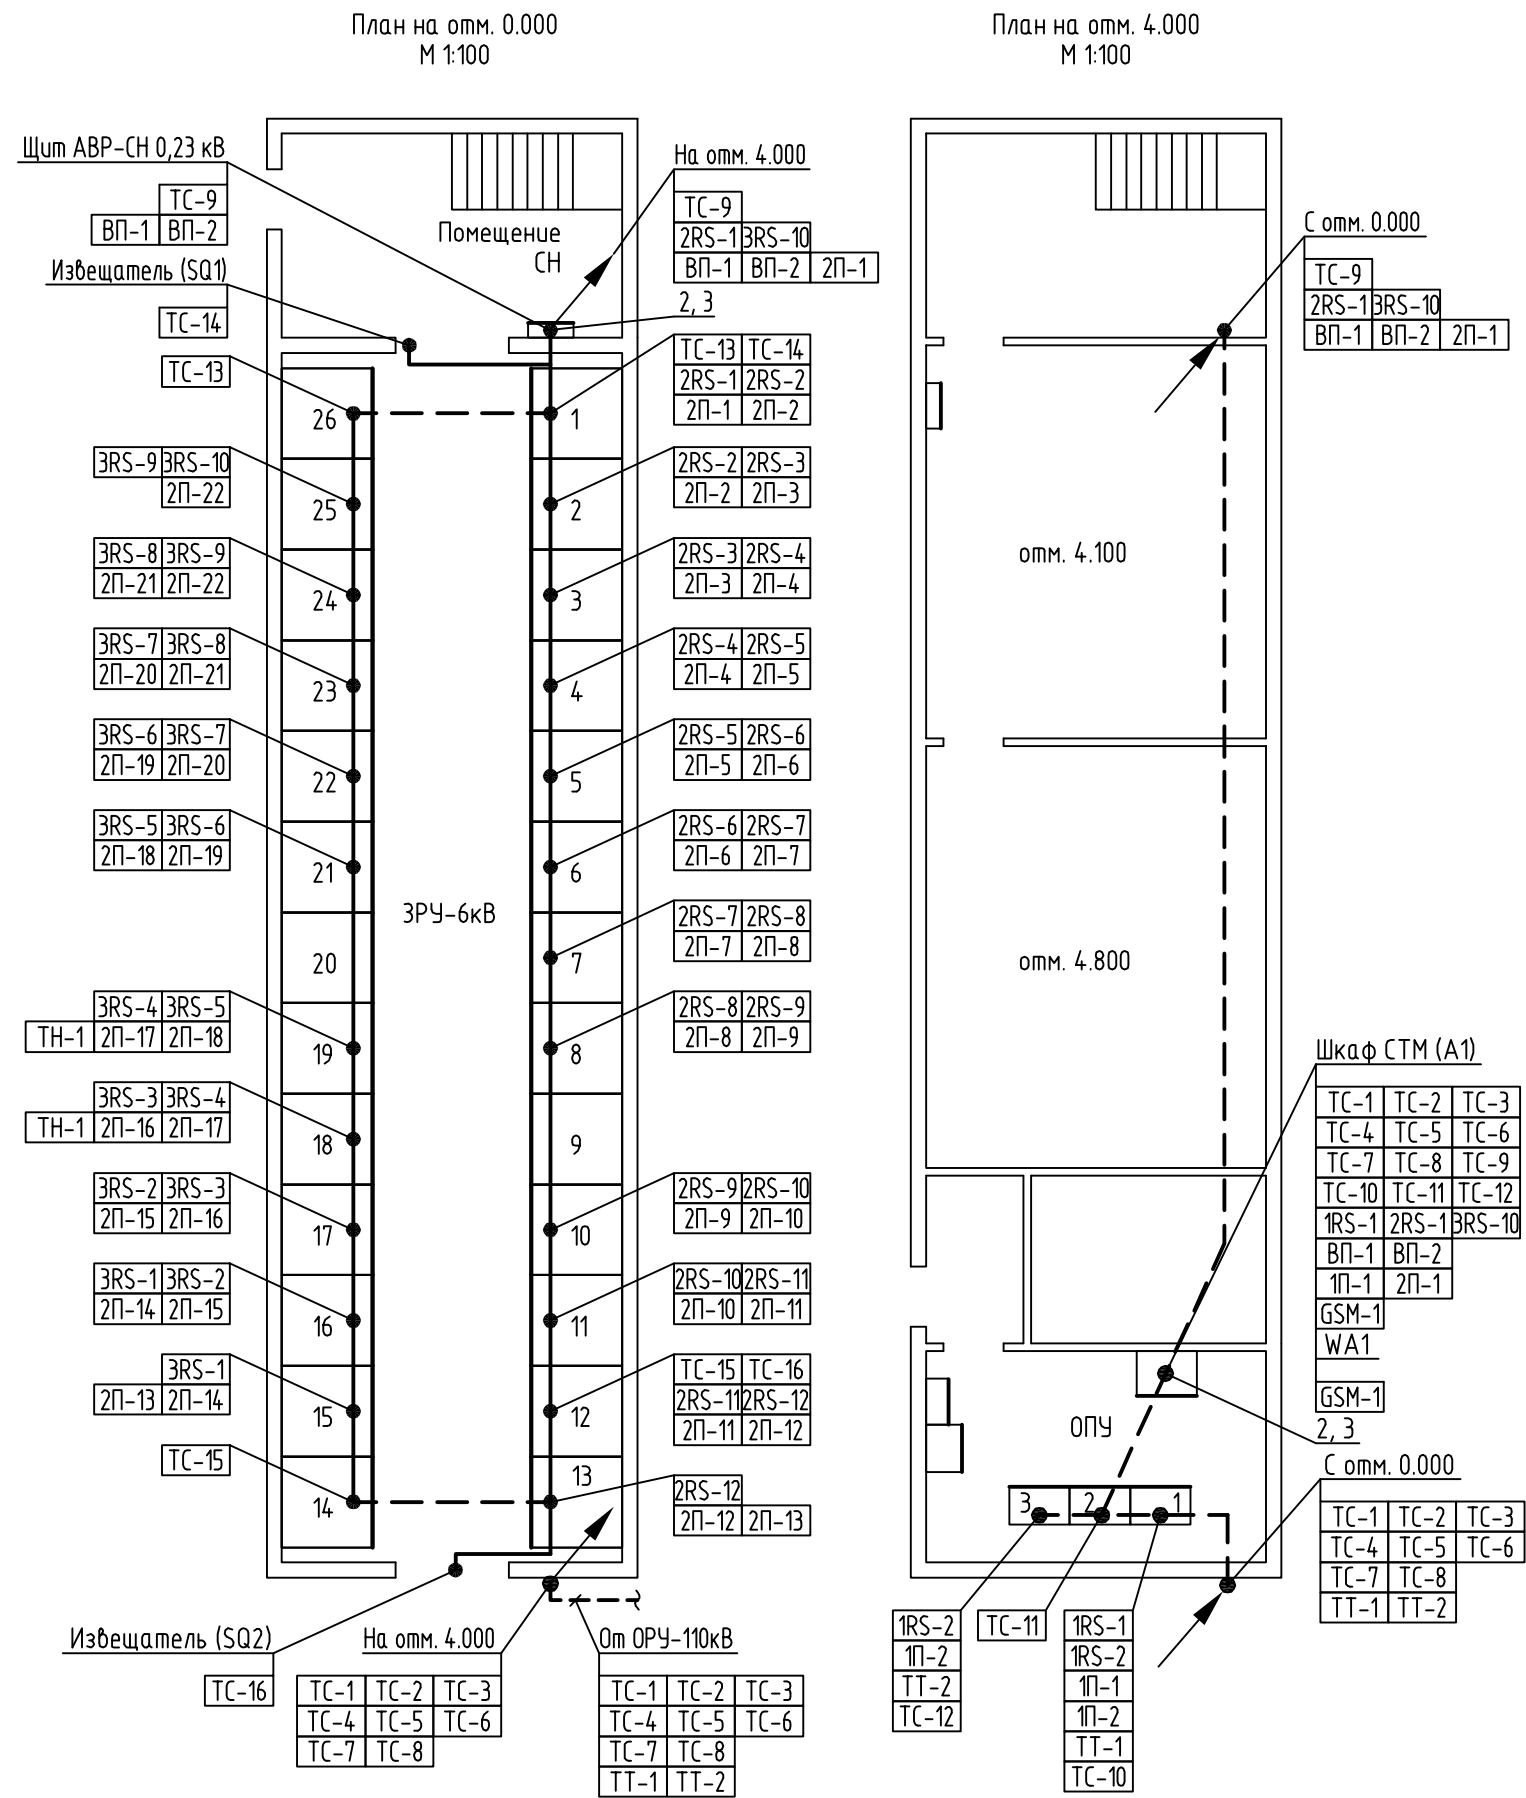 План на отм. 0.000
М 1:100
Щит АВР-СН 0,23 кВ
ТС-9
ВП-1 ВП-2
Извещатель (SQ1)
ТС-14
ТС-13
3RS-9 3RS-10
2П-22
3RS-8 3RS-9
2П-21 2П-22
3RS-7 3RS-8
2П-20 2П-21
3RS-6 3RS-7
2П-19 2П-20
3RS-5 3RS-6
2П-18 2П-19
3RS-4 3RS-5
ТН-1 2П-17 2П-18
3RS-3 3RS-4
ТН-1 2П-16 2П-17
3RS-2 3RS-3
2П-15 2П-16
3RS-1 3RS-2
2П-14 2П-15
3RS-1
2П-13 2П-14
ТС-15
Помещение
СН
26
25
24
23
22
21
20
19
18
17
16
15
14
ЗРУ-6кВ
1
2
3
4
5
6
7
8
9
10
11
12
13
На отм. 4.000
ТС-9
2RS-1 3RS-10
ВП-1 ВП-2 2П-1
2, 3
ТС-13 ТС-14
2RS-1 2RS-2
2П-1 2П-2
2RS-2 2RS-3
2П-2 2П-3
2RS-3 2RS-4
2П-3 2П-4
2RS-4 2RS-5
2П-4 2П-5
2RS-5 2RS-6
2П-5 2П-6
2RS-6 2RS-7
2П-6 2П-7
2RS-7 2RS-8
2П-7 2П-8
2RS-8 2RS-9
2П-8 2П-9
2RS-9 2RS-10
2П-9 2П-10
2RS-10 2RS-11
2П-10 2П-11
ТС-15 ТС-16
2RS-11 2RS-12
2П-11 2П-12
2RS-12
2П-12 2П-13
Извещатель (SQ2)
ТС-16
На отм. 4.000
ТС-1 ТС-2 ТС-3
ТС-4 ТС-5 ТС-6
ТС-7 ТС-8
От ОРУ-110кВ
ТС-1 ТС-2 ТС-3
ТС-4 ТС-5 ТС-6
ТС-7 ТС-8
ТТ-1 ТТ-2
План на отм. 4.000
М 1:100
С отм. 0.000
ТС-9
2RS-1 3RS-10
ВП-1 ВП-2 2П-1
отм. 4.100
отм. 4.800
Шкаф СТМ (А1)
ТС-1 ТС-2 ТС-3
ТС-4 ТС-5 ТС-6
ТС-7 ТС-8 ТС-9
ТС-10 ТС-11 ТС-12
1RS-1 2RS-1 3RS-10
ВП-1 ВП-2
1П-1 2П-1
GSM-1
WA1
GSM-1
2, 3
ОПУ
3 2 1
С отм. 0.000
ТС-1 ТС-2 ТС-3
ТС-4 ТС-5 ТС-6
ТС-7 ТС-8
ТТ-1 ТТ-2
1RS-2
1П-2
ТТ-2
ТС-12
ТС-11
1RS-1
1RS-2
1П-1
1П-2
ТТ-1
ТС-10